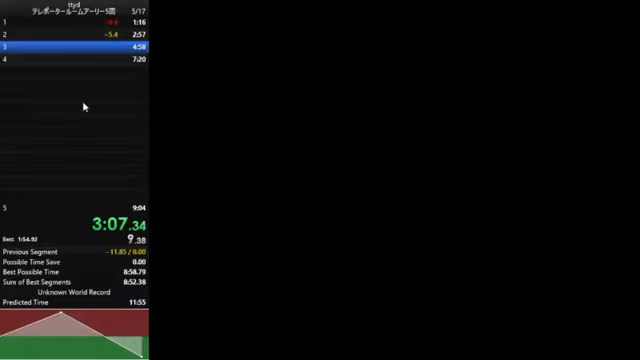 ttyd
テレポータールームアーリー5回 5/17
1 -9.4 1:16
2 -5.4 2:57
3 4:58
4 7:20
5 9:04
3:07.34
Best: 1:54.92 9.38
Previous Segment -11.85 / 0.00
Possible Time Save 0.00
Best Possible Time 8:58.79
Sum of Best Segments 8:52.38
Unknown World Record
Predicted Time 11:55